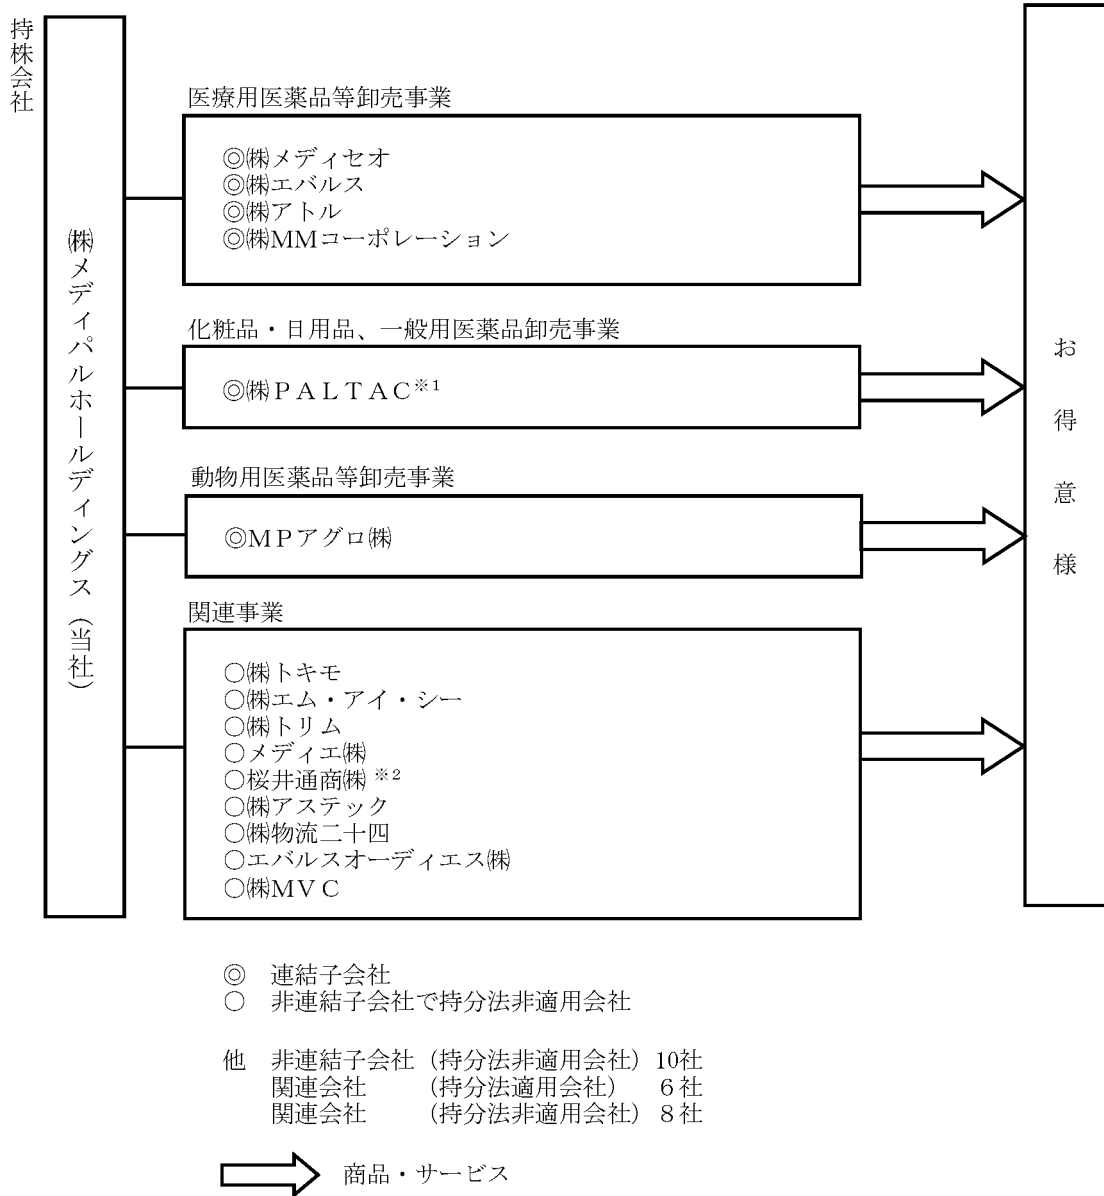 持株会社
㈱メディパルホールディングス(当社)
医療用医薬品等卸売事業
◎㈱メディセオ
◎㈱エバルス
◎㈱アトル
◎㈱MMコーポレーション
化粧品・日用品、一般用医薬品卸売事業
◎㈱PALTAC※1
動物用医薬品等卸売事業
◎MPアグロ㈱
関連事業
○㈱トキモ
○㈱エム・アイ・シー
○㈱トリム
○メディエ㈱
○桜井通商㈱※2
○㈱アステック
○㈱物流二十四
○エバルスオーディエス㈱
○㈱MVC
お得意様
◎ 連結子会社
○ 非連結子会社で持分法非適用会社
他 非連結子会社(持分法非適用会社)10社
関連会社 (持分法適用会社) 6社
関連会社 (持分法非適用会社) 8社
商品・サービス